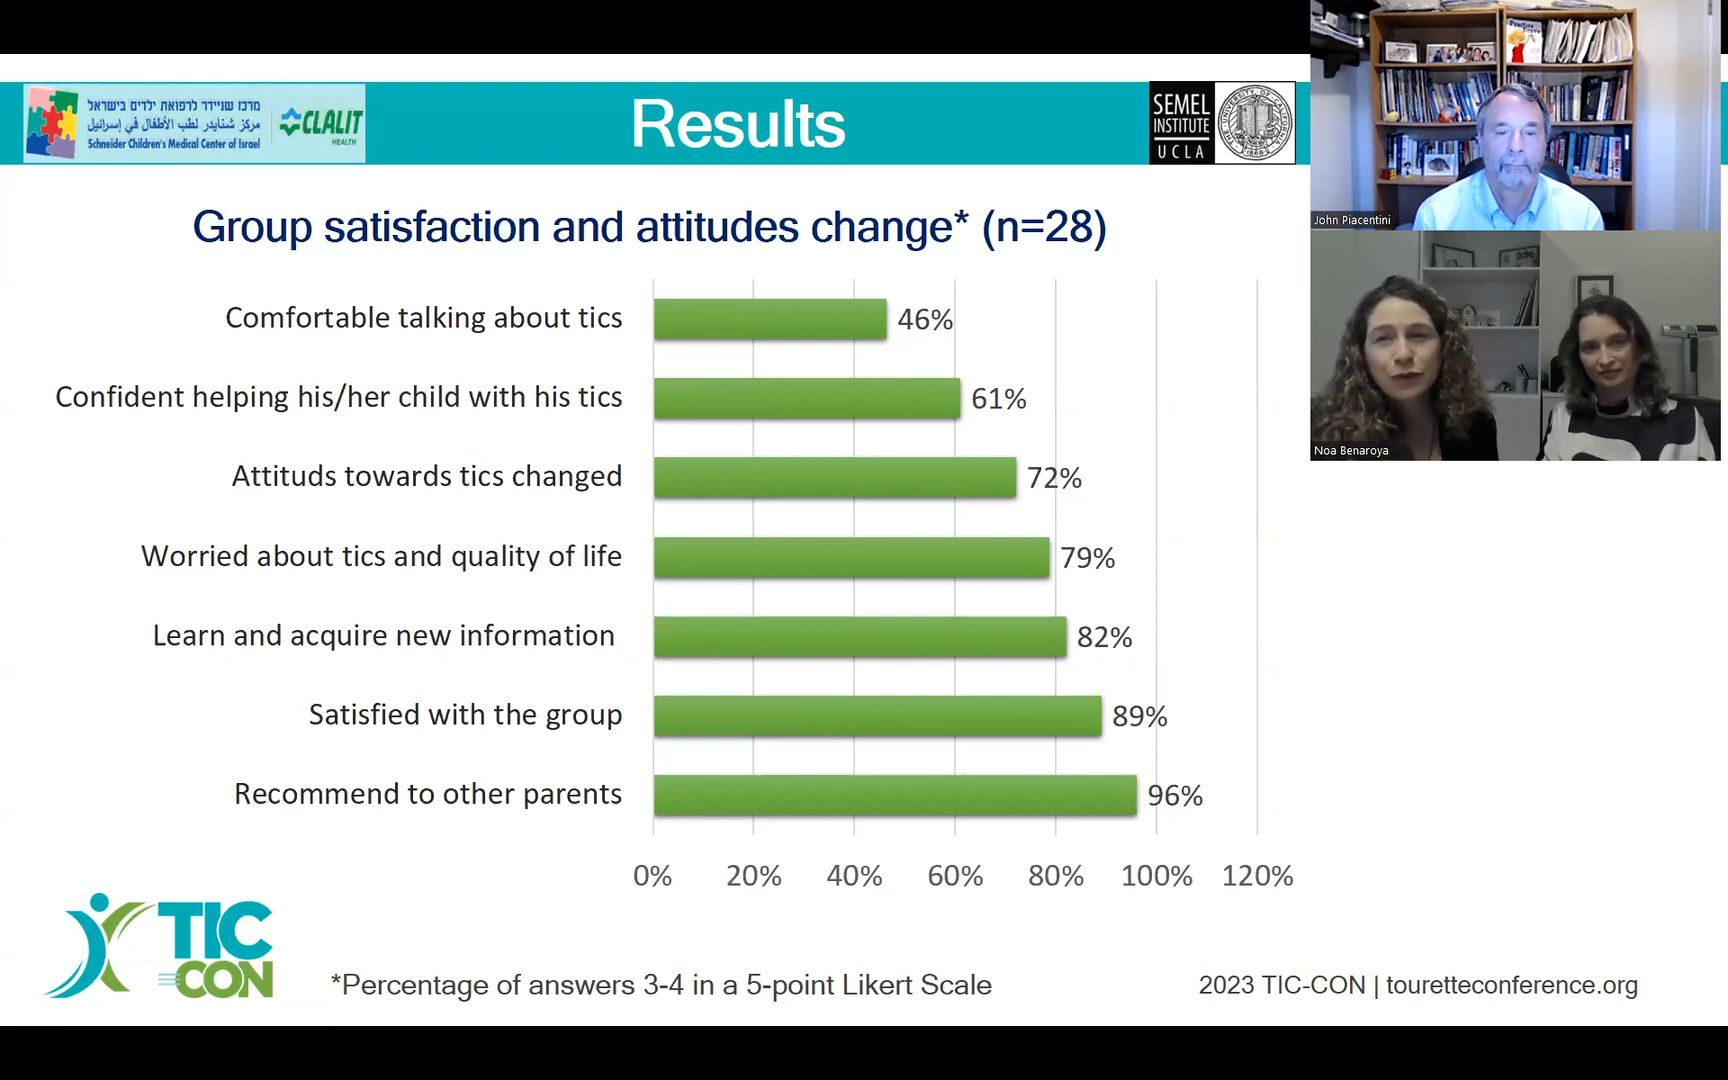 מרכז שניידר לרפואת ילדים בישראל
مركز شنايدر لطب الأطفال في إسرائيل
Schneider Children's Medical Center of Israel
CLALIT
HEALTH
Results
SEMEL
INSTITUTE
UCLA
John Piacentini
Noa Benaroya
Group satisfaction and attitudes change* (n=28)
Comfortable talking about tics 46%
Confident helping his/her child with his tics 61%
Attituds towards tics changed 72%
Worried about tics and quality of life 79%
Learn and acquire new information 82%
Satisfied with the group 89%
Recommend to other parents 96%
0% 20% 40% 60% 80% 100% 120%
TIC
CON
*Percentage of answers 3-4 in a 5-point Likert Scale
2023 TIC-CON | touretteconference.org